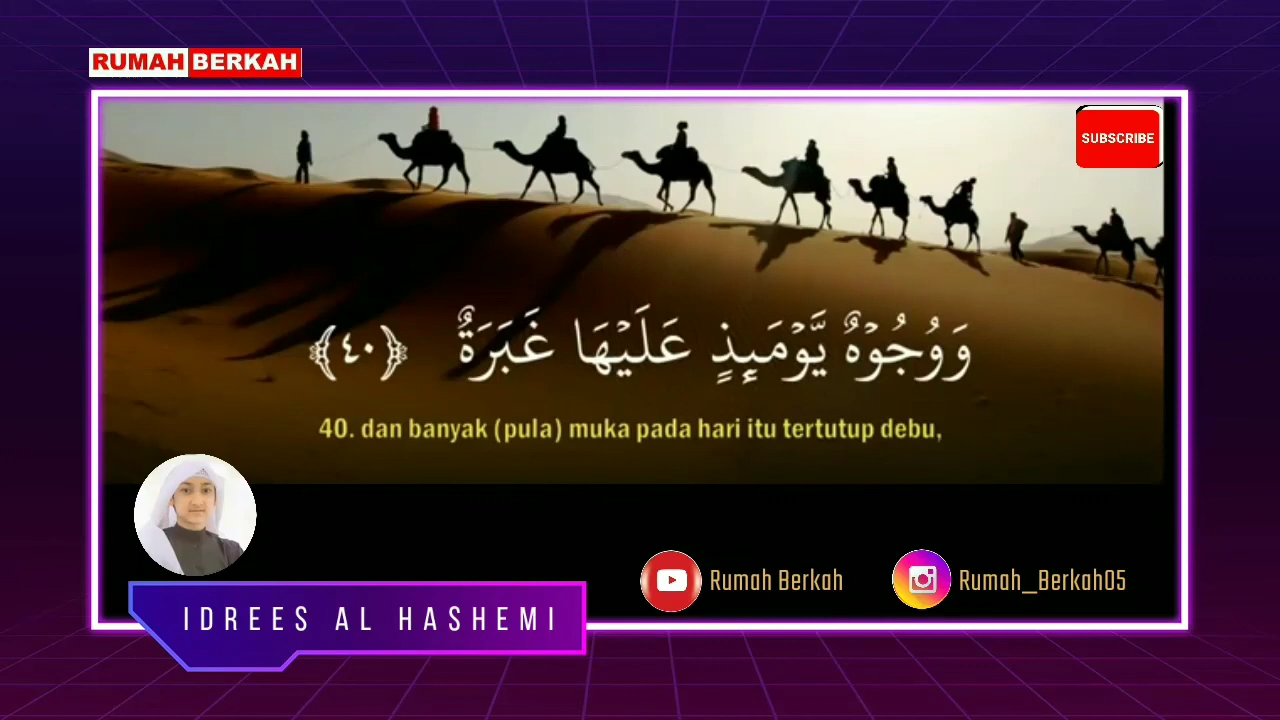 RUMAH BERKAH
SUBSCRIBE
وَوُجُوْهٌ يَّوْمَىِٕذٍ عَلَيْهَا غَبَرَةٌ ﴿٤٠﴾
40. dan banyak (pula) muka pada hari itu tertutup debu,
Rumah Berkah
Rumah_Berkah05
IDREES AL HASHEMI